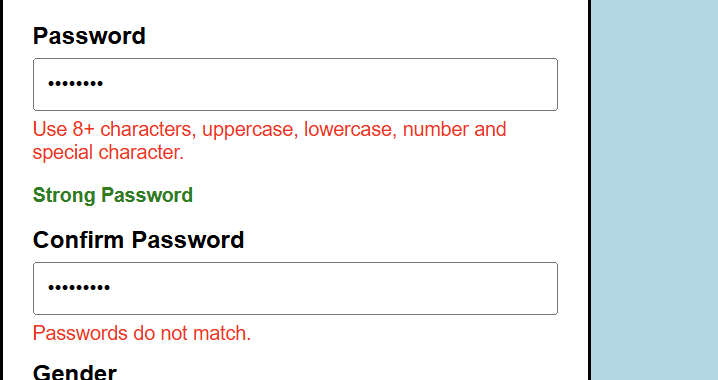 Password
••••••••
Use 8+ characters, uppercase, lowercase, number and
special character.
Strong Password
Confirm Password
•••••••••
Passwords do not match.
Gender